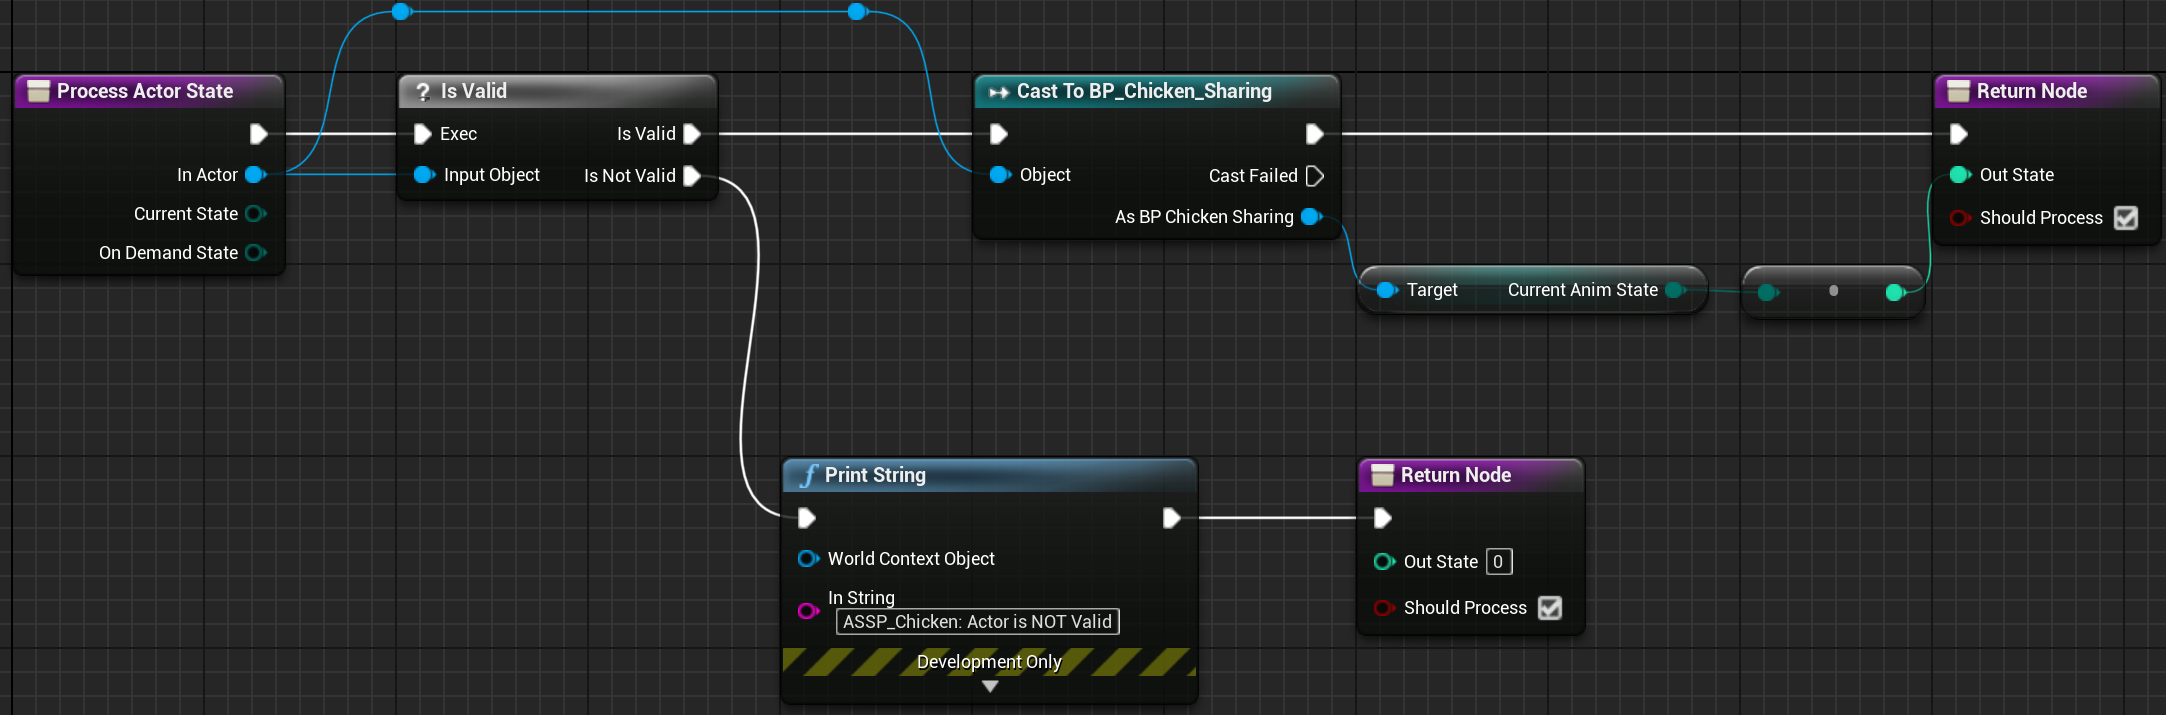 Process Actor State
In Actor
Current State
On Demand State
? Is Valid
Exec
Is Valid
Input Object
Is Not Valid
Cast To BP_Chicken_Sharing
Object
Cast Failed
As BP Chicken Sharing
Target
Current Anim State
Return Node
Out State
Should Process
f Print String
World Context Object
In String
ASSP_Chicken: Actor is NOT Valid
Development Only
Return Node
Out State 0
Should Process